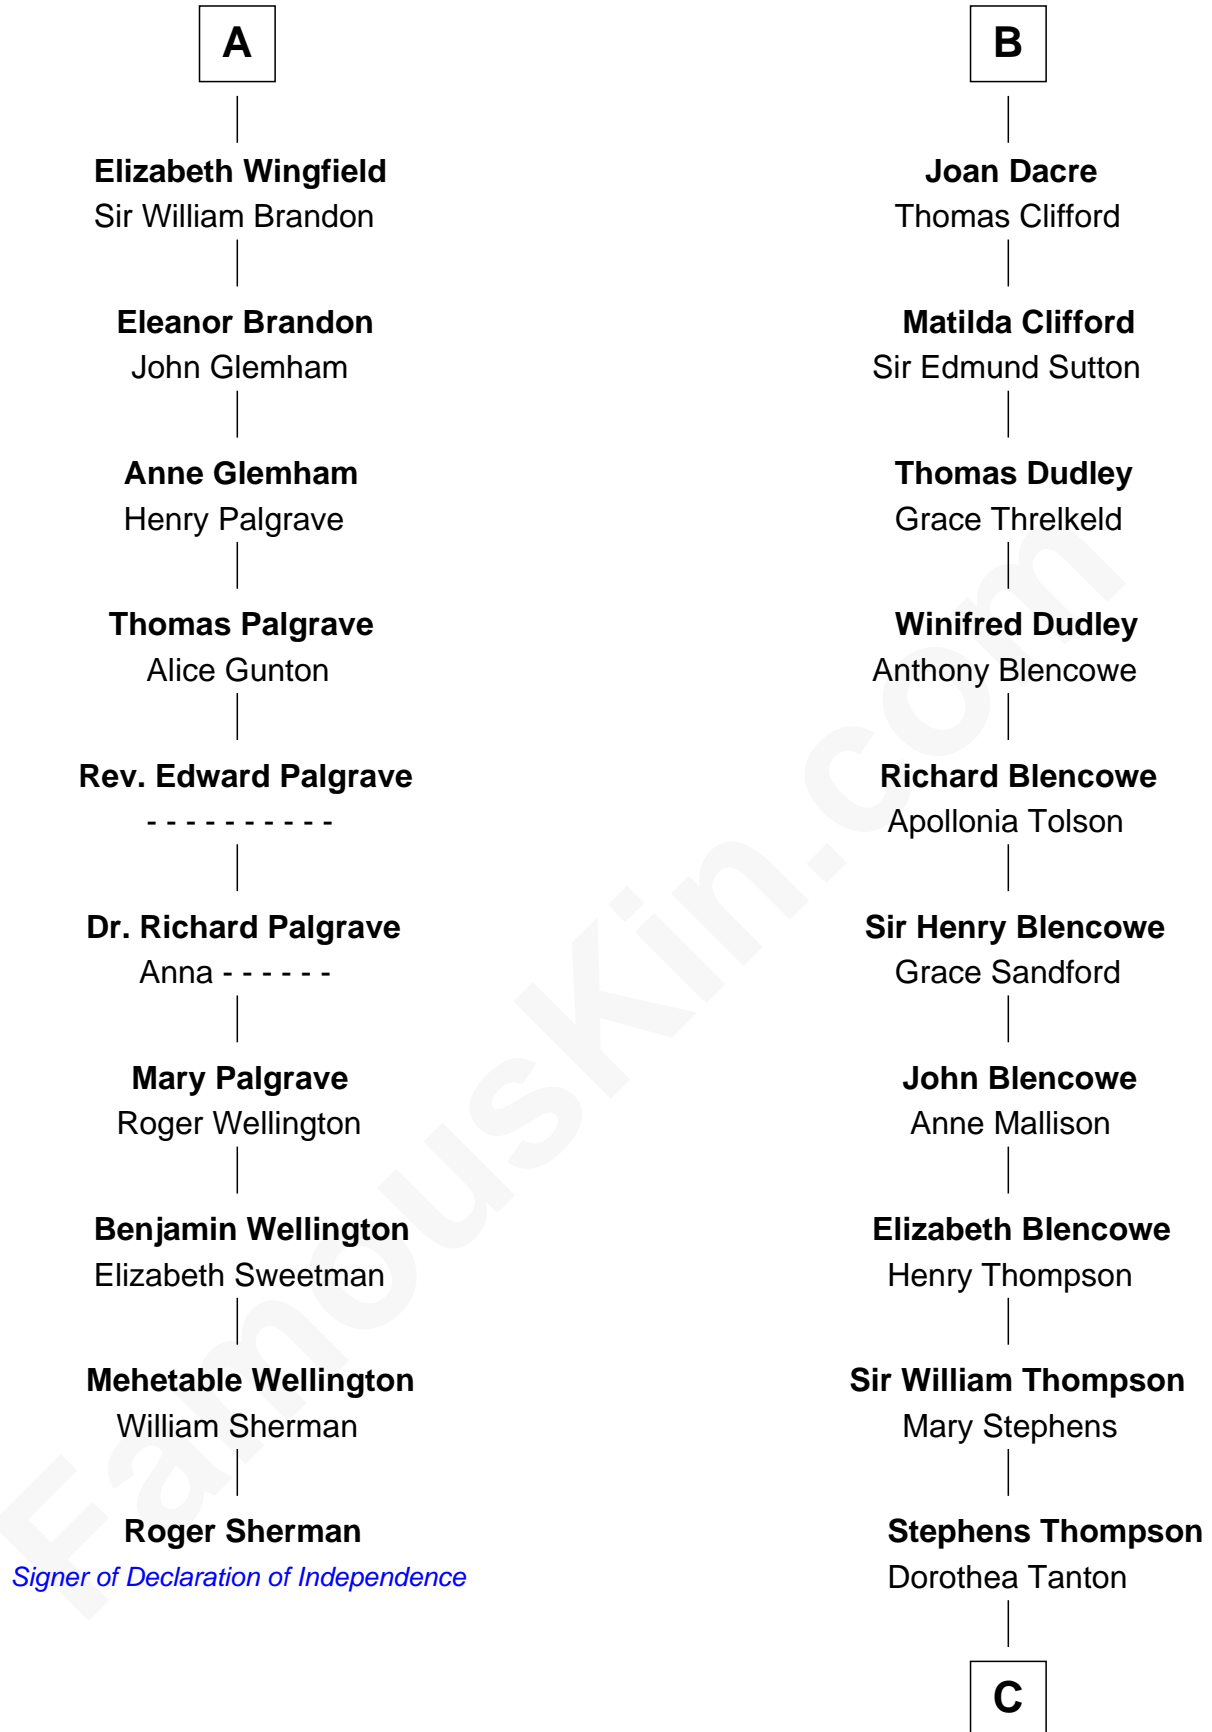 A
Elizabeth Wingfield
Sir William Brandon
Eleanor Brandon
John Glemham
Anne Glemham
Henry Palgrave
Thomas Palgrave
Alice Gunton
Rev. Edward Palgrave
- - - - - - - - - -
Dr. Richard Palgrave
Anna - - - - - -
Mary Palgrave
Roger Wellington
Benjamin Wellington
Elizabeth Sweetman
Mehetable Wellington
William Sherman
Roger Sherman
Signer of Declaration of Independence
B
Joan Dacre
Thomas Clifford
Matilda Clifford
Sir Edmund Sutton
Thomas Dudley
Grace Threlkeld
Winifred Dudley
Anthony Blencowe
Richard Blencowe
Apollonia Tolson
Sir Henry Blencowe
Grace Sandford
John Blencowe
Anne Mallison
Elizabeth Blencowe
Henry Thompson
Sir William Thompson
Mary Stephens
Stephens Thompson
Dorothea Tanton
C
FamousKin.com